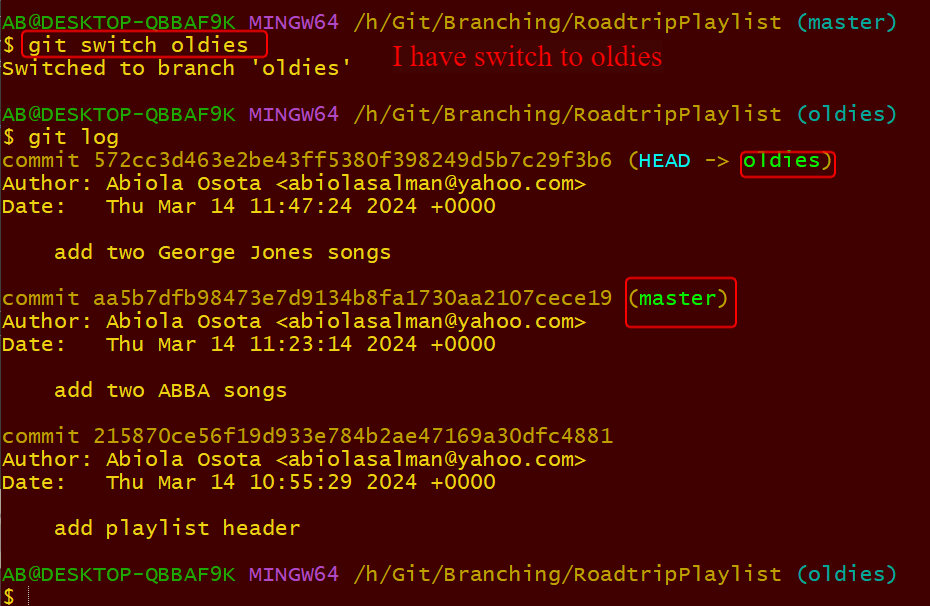 AB@DESKTOP-QBBAF9K MINGW64 /h/Git/Branching/RoadtripPlaylist (master)
$ git switch oldies
I have switch to oldies
Switched to branch 'oldies'
AB@DESKTOP-QBBAF9K MINGW64 /h/Git/Branching/RoadtripPlaylist (oldies)
$ git log
commit 572cc3d463e2be43ff5380f398249d5b7c29f3b6 (HEAD -> oldies)
Author: Abiola Osota <abiolasalman@yahoo.com>
Date:   Thu Mar 14 11:47:24 2024 +0000
    add two George Jones songs
commit aa5b7dfb98473e7d9134b8fa1730aa2107cece19 (master)
Author: Abiola Osota <abiolasalman@yahoo.com>
Date:   Thu Mar 14 11:23:14 2024 +0000
    add two ABBA songs
commit 215870ce56f19d933e784b2ae47169a30dfc4881
Author: Abiola Osota <abiolasalman@yahoo.com>
Date:   Thu Mar 14 10:55:29 2024 +0000
    add playlist header
AB@DESKTOP-QBBAF9K MINGW64 /h/Git/Branching/RoadtripPlaylist (oldies)
$